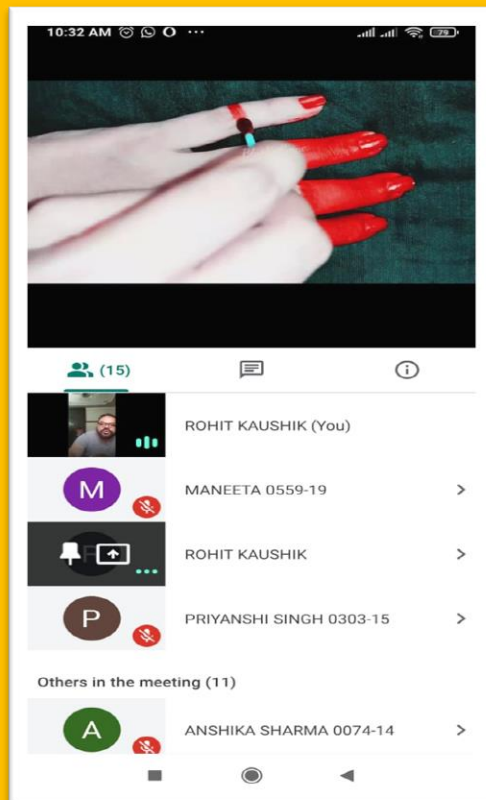 10:32 AM
79
(15)
ROHIT KAUSHIK (You)
M
MANEETA 0559-19
ROHIT KAUSHIK
P
PRIYANSHI SINGH 0303-15
Others in the meeting (11)
A
ANSHIKA SHARMA 0074-14